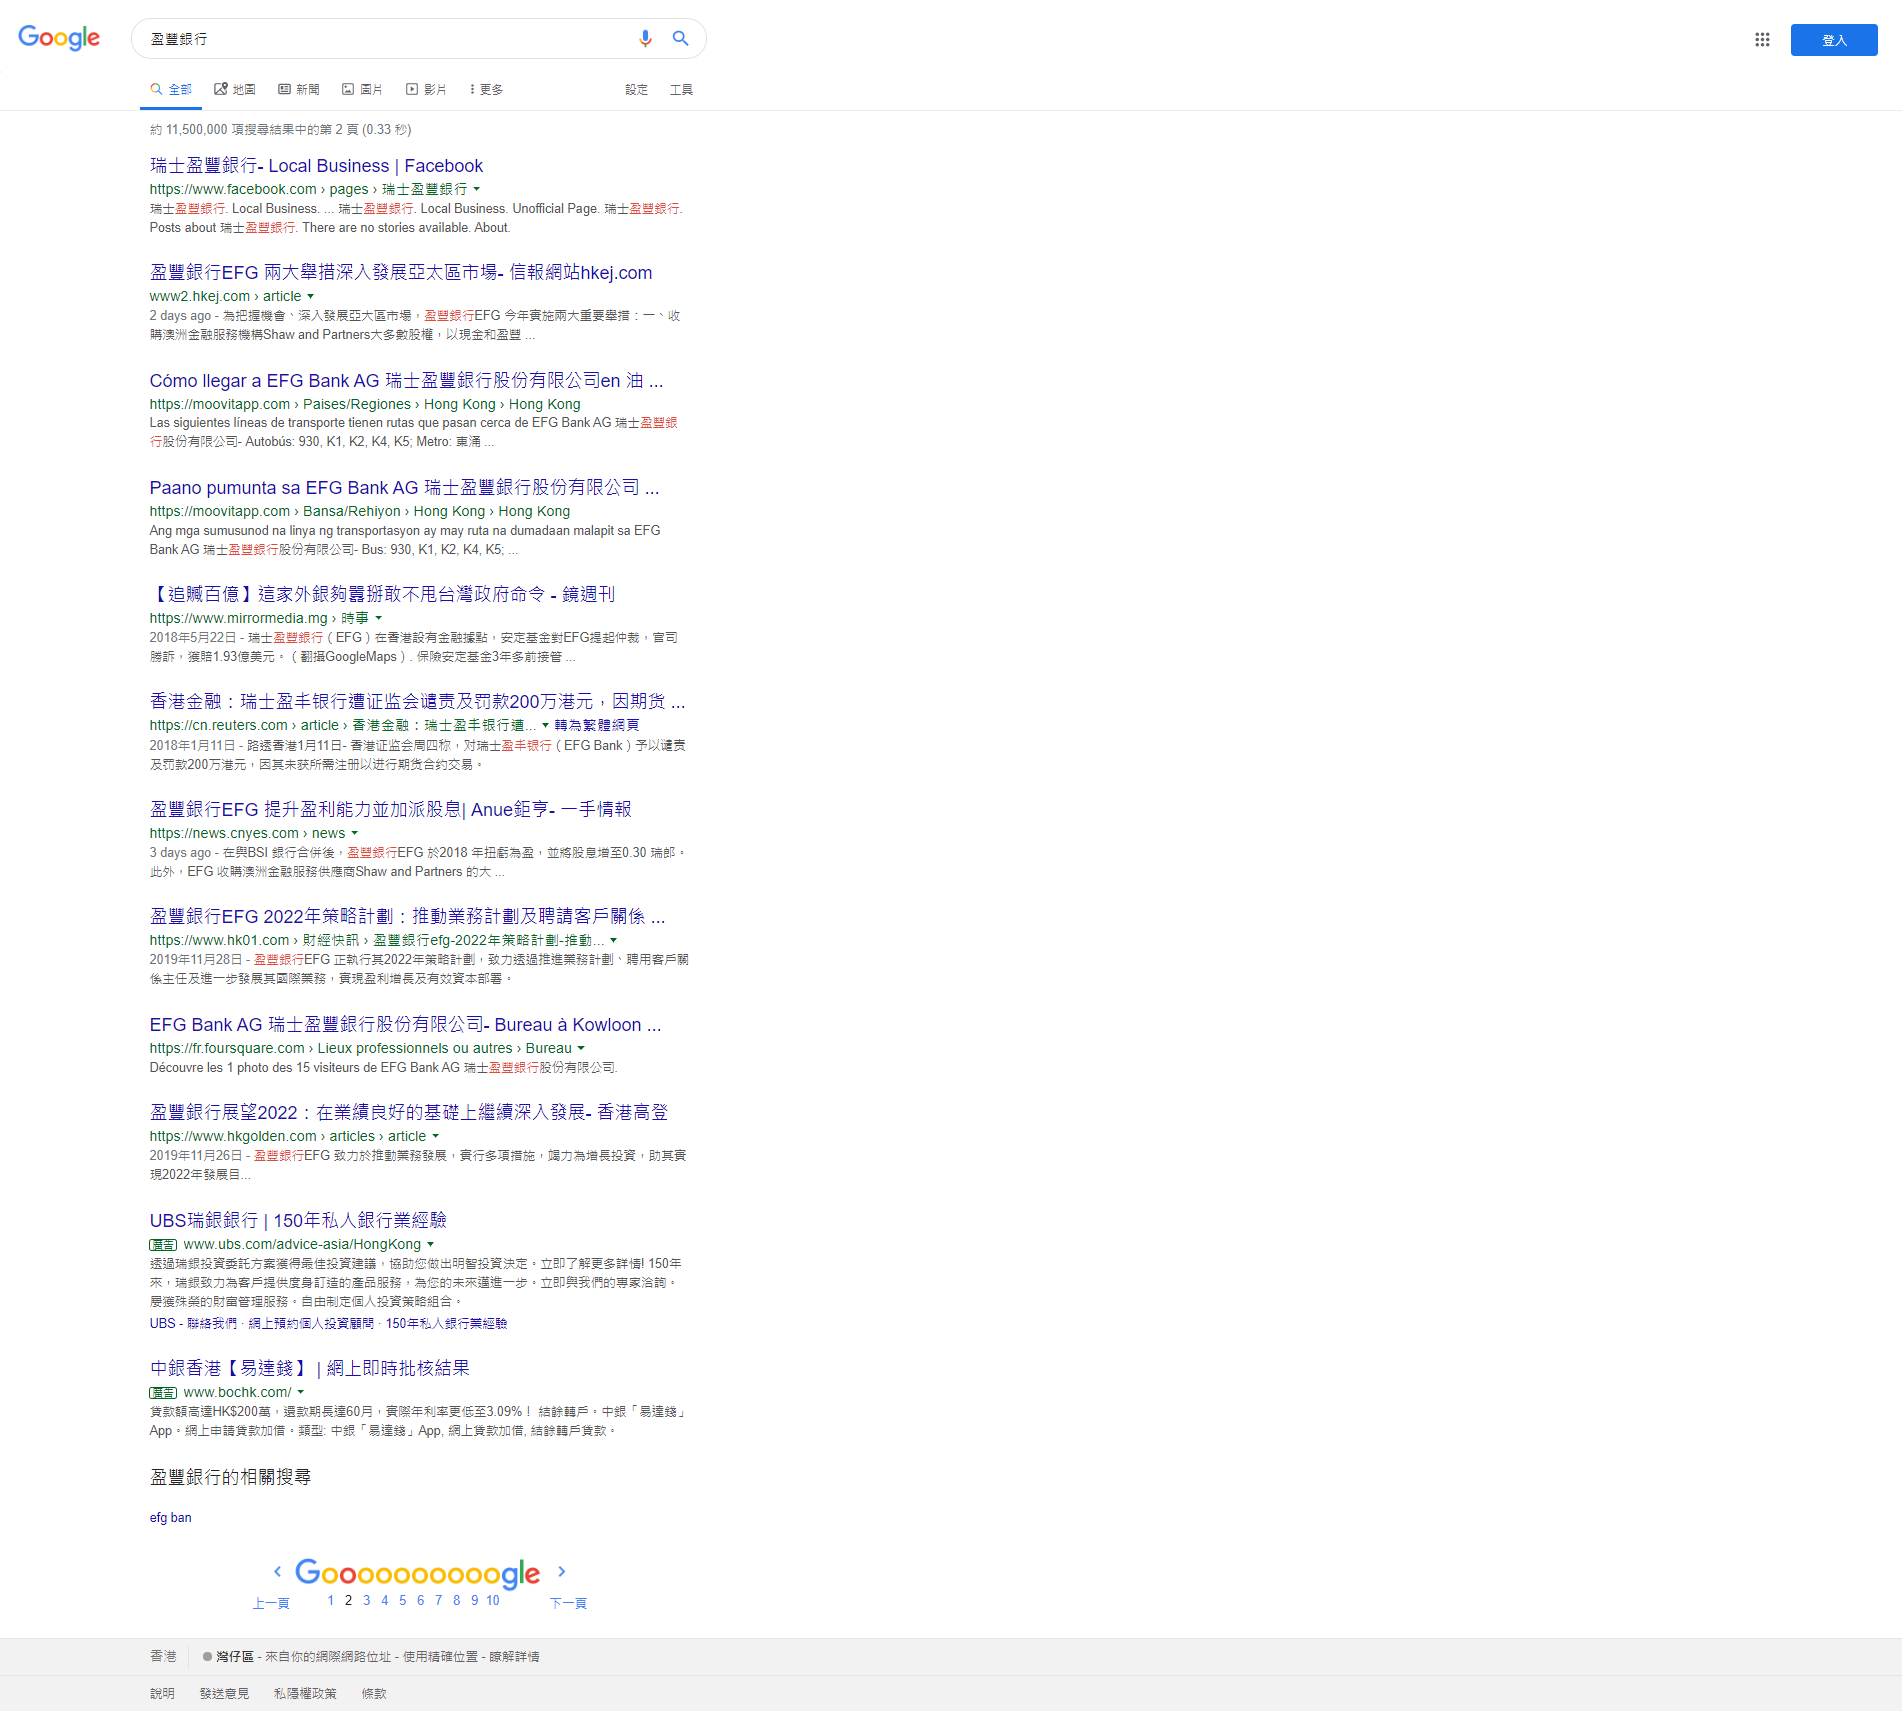 Google
盈豐銀行
登入
全部 地圖 新聞 圖片 影片 更多 設定 工具
約 11,500,000 項搜尋結果中的第 2 頁 (0.33 秒)
瑞士盈豐銀行- Local Business | Facebook
https://www.facebook.com › pages › 瑞士盈豐銀行
瑞士盈豐銀行. Local Business. ... 瑞士盈豐銀行. Local Business. Unofficial Page. 瑞士盈豐銀行.
Posts about 瑞士盈豐銀行. There are no stories available. About.
盈豐銀行EFG 兩大舉措深入發展亞太區市場- 信報網站hkej.com
www2.hkej.com › article
2 days ago - 為把握機會、深入發展亞太區市場，盈豐銀行EFG 今年實施兩大重要舉措：一、收
購澳洲金融服務機構Shaw and Partners大多數股權，以現金和盈豐 ...
Cómo llegar a EFG Bank AG 瑞士盈豐銀行股份有限公司en 油 ...
https://moovitapp.com › Paises/Regiones › Hong Kong › Hong Kong
Las siguientes líneas de transporte tienen rutas que pasan cerca de EFG Bank AG 瑞士盈豐銀
行股份有限公司- Autobús: 930, K1, K2, K4, K5; Metro: 東涌 ...
Paano pumunta sa EFG Bank AG 瑞士盈豐銀行股份有限公司 ...
https://moovitapp.com › Bansa/Rehiyon › Hong Kong › Hong Kong
Ang mga sumusunod na linya ng transportasyon ay may ruta na dumadaan malapit sa EFG
Bank AG 瑞士盈豐銀行股份有限公司- Bus: 930, K1, K2, K4, K5; ...
【追贓百億】這家外銀夠囂掰敢不甩台灣政府命令 - 鏡週刊
https://www.mirrormedia.mg › 時事
2018年5月22日 - 瑞士盈豐銀行（EFG）在香港設有金融據點，安定基金對EFG提起仲裁，官司
勝訴，獲賠1.93億美元。（翻攝GoogleMaps）. 保險安定基金3年多前接管 ...
香港金融：瑞士盈丰银行遭证监会谴责及罚款200万港元，因期货 ...
https://cn.reuters.com › article › 香港金融：瑞士盈丰银行遭... 轉為繁體網頁
2018年1月11日 - 路透香港1月11日- 香港证监会周四称，对瑞士盈丰银行（EFG Bank）予以谴责
及罚款200万港元，因其未获所需注册以进行期货合约交易。
盈豐銀行EFG 提升盈利能力並加派股息| Anue鉅亨- 一手情報
https://news.cnyes.com › news
3 days ago - 在與BSI 銀行合併後，盈豐銀行EFG 於2018 年扭虧為盈，並將股息增至0.30 瑞郎。
此外，EFG 收購澳洲金融服務供應商Shaw and Partners 的大 ...
盈豐銀行EFG 2022年策略計劃：推動業務計劃及聘請客戶關係 ...
https://www.hk01.com › 財經快訊 › 盈豐銀行efg-2022年策略計劃-推動...
2019年11月28日 - 盈豐銀行EFG 正執行其2022年策略計劃，致力透過推進業務計劃、聘用客戶關
係主任及進一步發展其國際業務，實現盈利增長及有效資本部署。
EFG Bank AG 瑞士盈豐銀行股份有限公司- Bureau à Kowloon ...
https://fr.foursquare.com › Lieux professionnels ou autres › Bureau
Découvre les 1 photo des 15 visiteurs de EFG Bank AG 瑞士盈豐銀行股份有限公司.
盈豐銀行展望2022：在業績良好的基礎上繼續深入發展- 香港高登
https://www.hkgolden.com › articles › article
2019年11月26日 - 盈豐銀行EFG 致力於推動業務發展，實行多項措施，竭力為增長投資，助其實
現2022年發展目...
UBS瑞銀銀行 | 150年私人銀行業經驗
廣告 www.ubs.com/advice-asia/HongKong
透過瑞銀投資委託方案獲得最佳投資建議，協助您做出明智投資決定。立即了解更多詳情! 150年
來，瑞銀致力為客戶提供度身訂造的產品服務，為您的未來邁進一步。立即與我們的專家洽詢。
屢獲殊榮的財富管理服務。自由制定個人投資策略組合。
UBS - 聯絡我們 · 網上預約個人投資顧問 · 150年私人銀行業經驗
中銀香港【易達錢】 | 網上即時批核結果
廣告 www.bochk.com/
貸款額高達HK$200萬，還款期長達60月，實際年利率更低至3.09%！ 結餘轉戶。中銀「易達錢」
App。網上申請貸款加借。類型: 中銀「易達錢」App, 網上貸款加借, 結餘轉戶貸款。
盈豐銀行的相關搜尋
efg ban
Goooooooooogle
上一頁 1 2 3 4 5 6 7 8 9 10 下一頁
香港 灣仔區 - 來自你的網際網路位址 - 使用精確位置 - 瞭解詳情
說明 發送意見 私隱權政策 條款